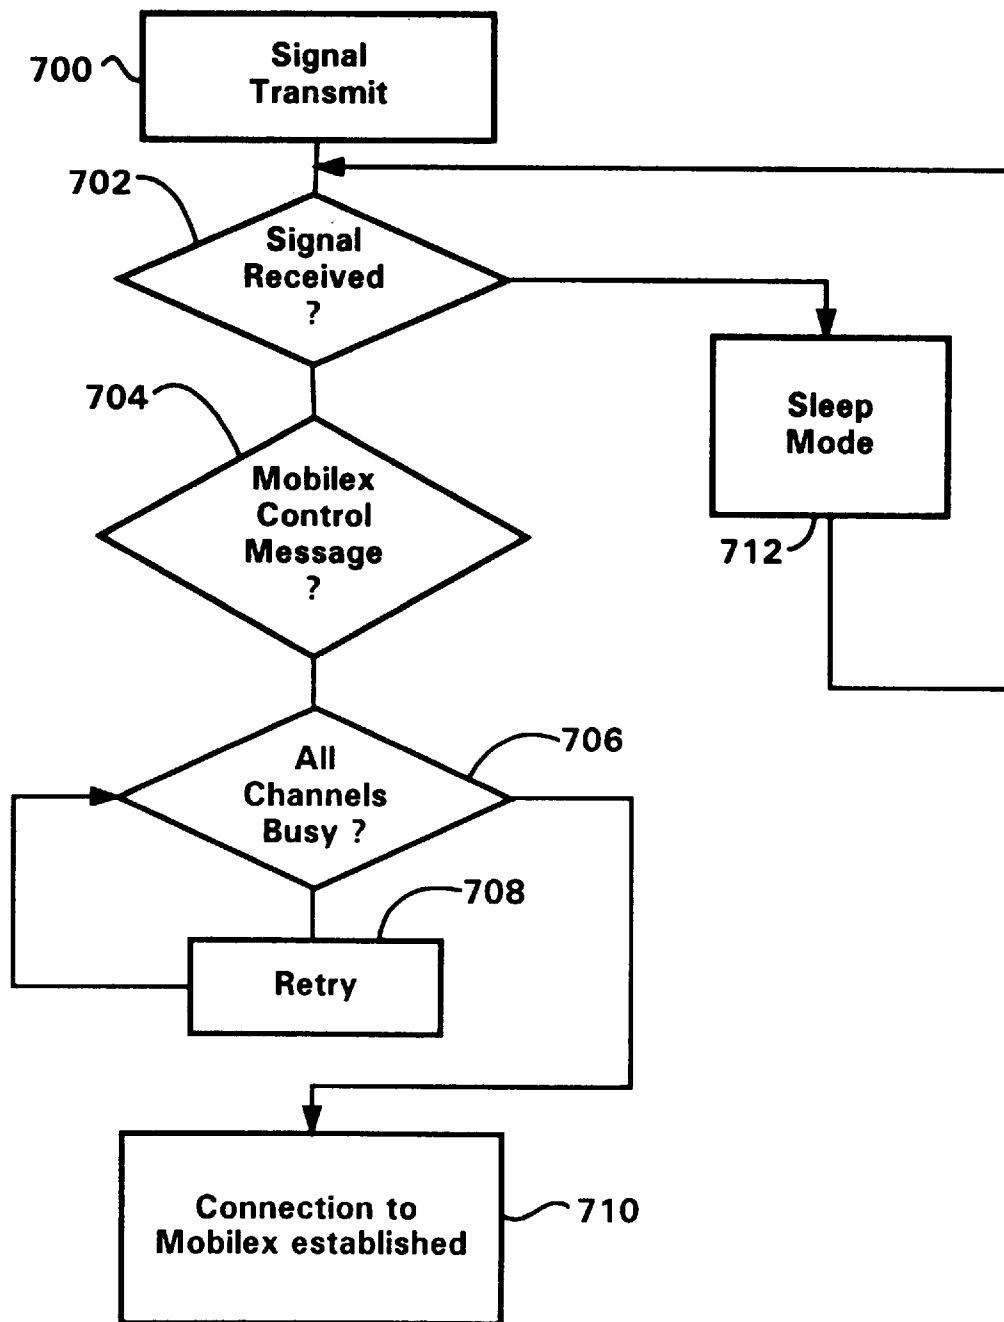 700
Signal
Transmit
702
Signal
Received
?
704
Mobilex
Control
Message
?
Sleep
Mode
712
706
All
Channels
Busy ?
708
Retry
Connection to
Mobilex established
710